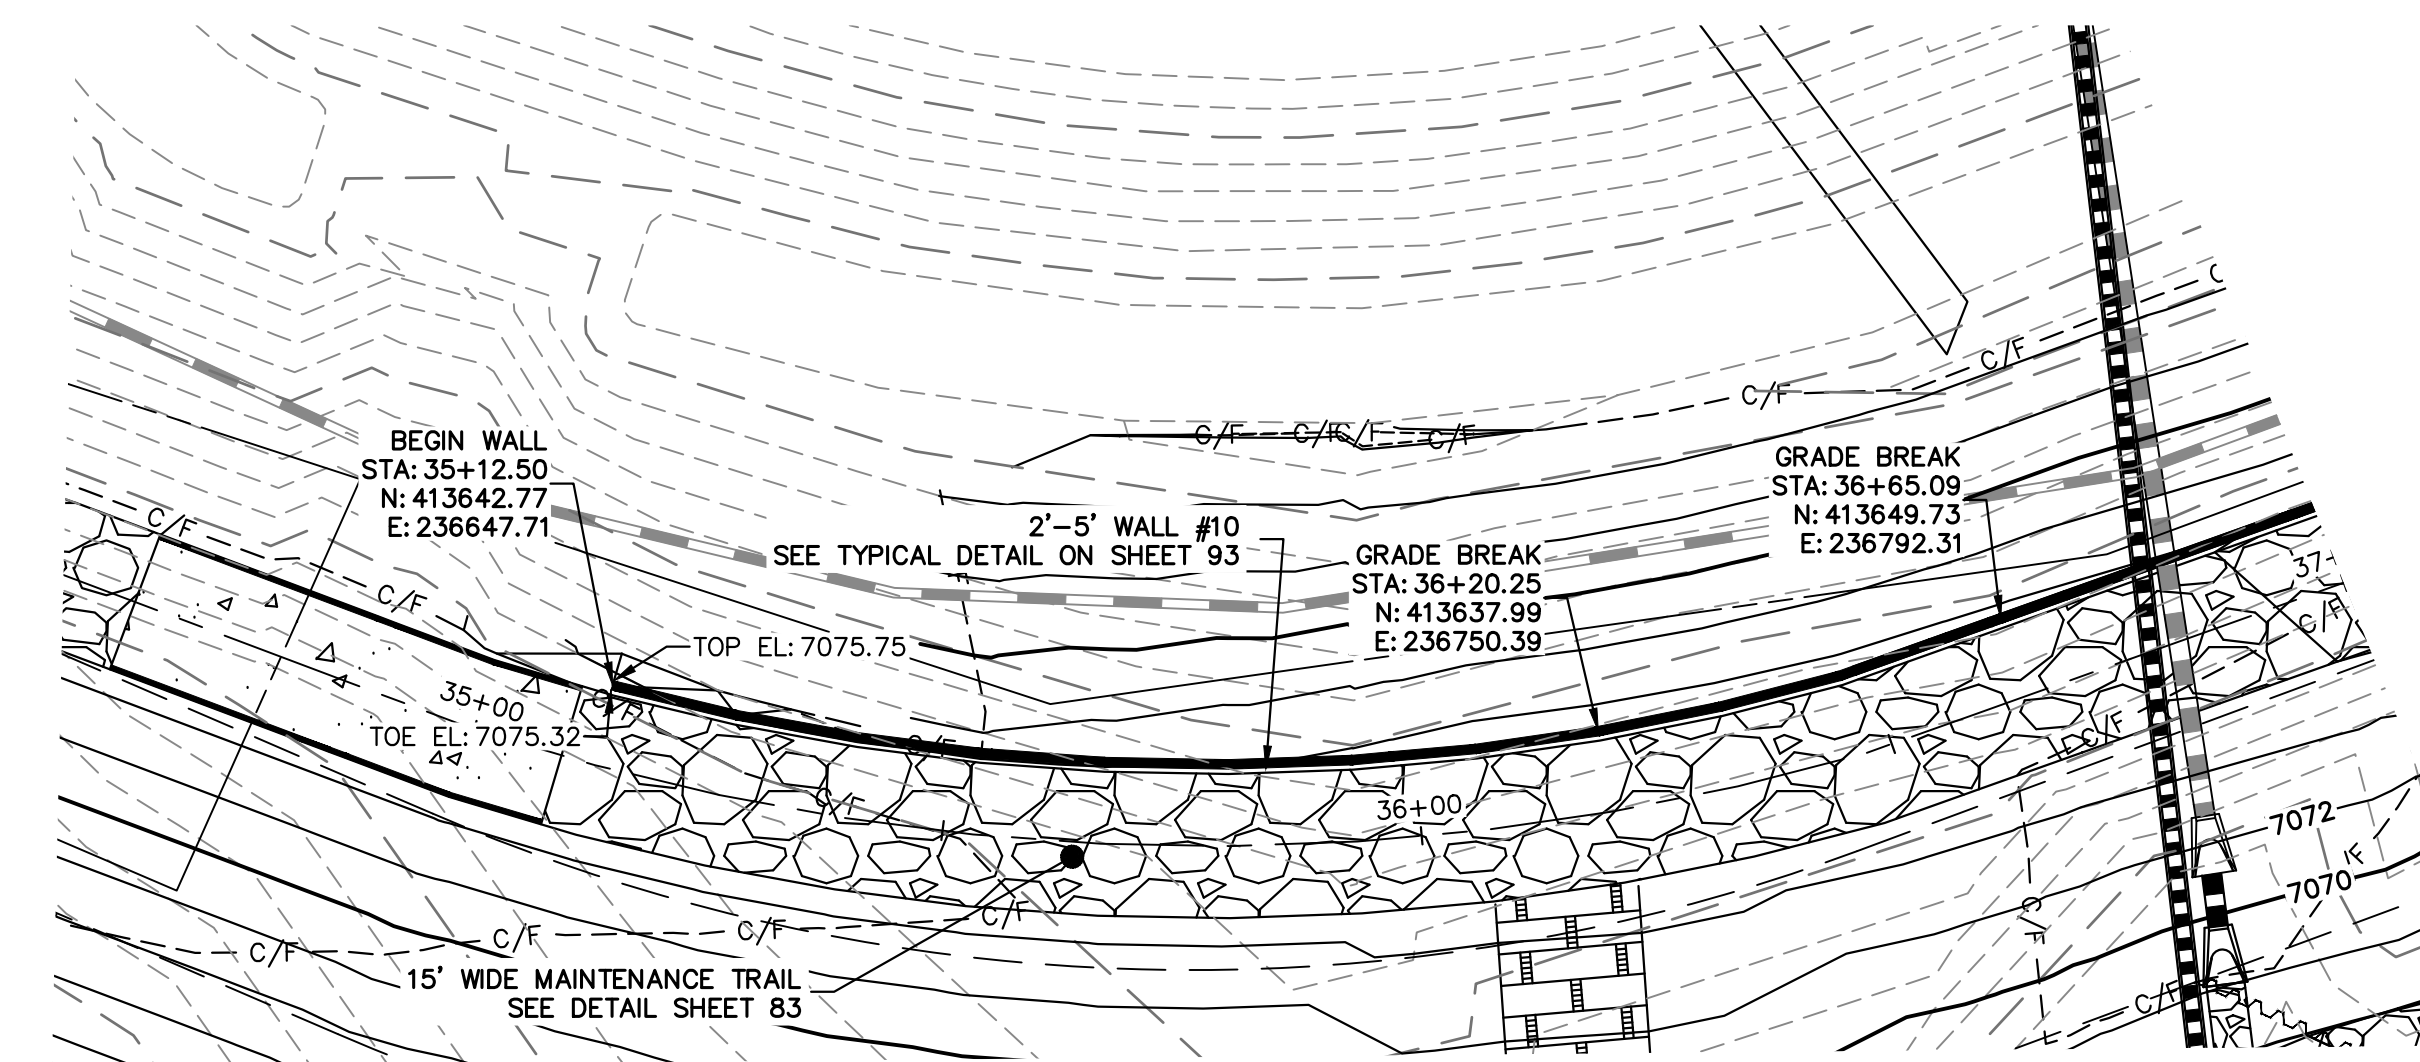 C
C/F
C/F
C/F
C/F
C/F
C/F
C/F
BEGIN WALL
STA: 35+12.50
N: 413642.77
E: 236647.71
GRADE BREAK
STA: 36+65.09
N: 413649.73
E: 236792.31
2'-5' WALL #10
SEE TYPICAL DETAIL ON SHEET 93
GRADE BREAK
STA: 36+20.25
N: 413637.99
E: 236750.39
C/F
37+
C/F
C/F
TOP EL: 7075.75
35+00
C/F
TOE EL: 7075.32
C/F
C/F
C/F
36+00
7072
7070
C/F
C/F
C/F
C/F
C/F
15' WIDE MAINTENANCE TRAIL
SEE DETAIL SHEET 83
C/F